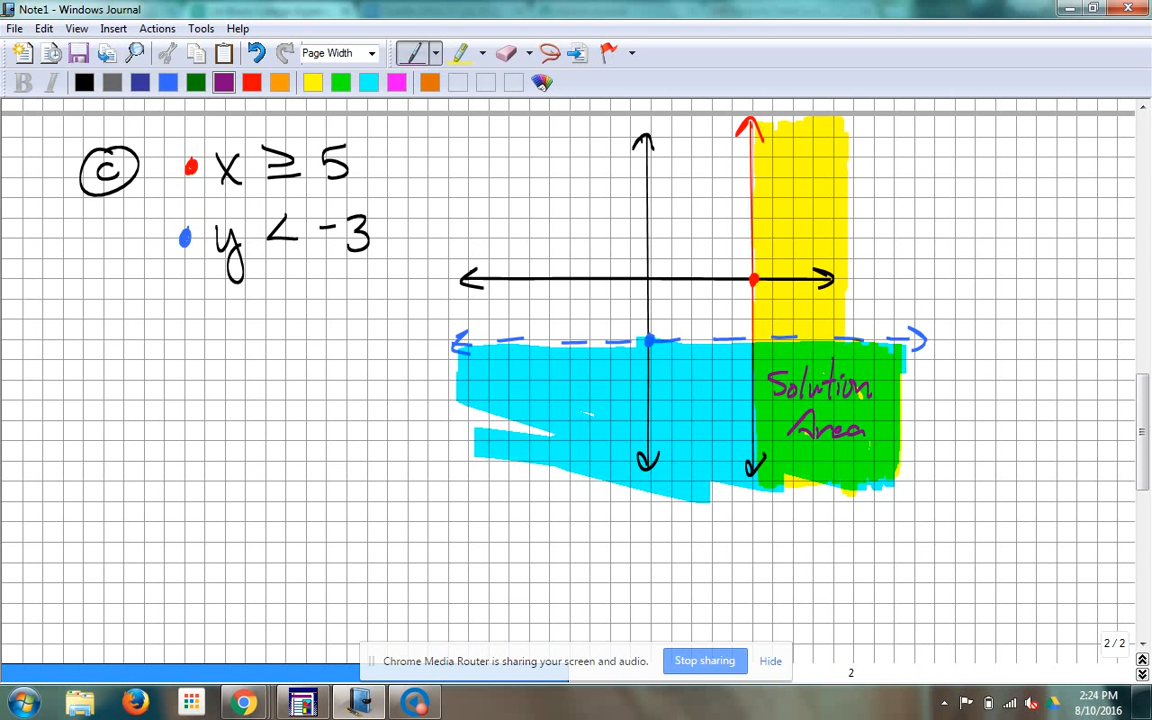 Note1 - Windows Journal
File Edit View Insert Actions Tools Help
Page Width
B I
c x ≥ 5
y < -3
Solution
Area
2/2
Chrome Media Router is sharing your screen and audio. Stop sharing Hide
2
2:24 PM
8/10/2016